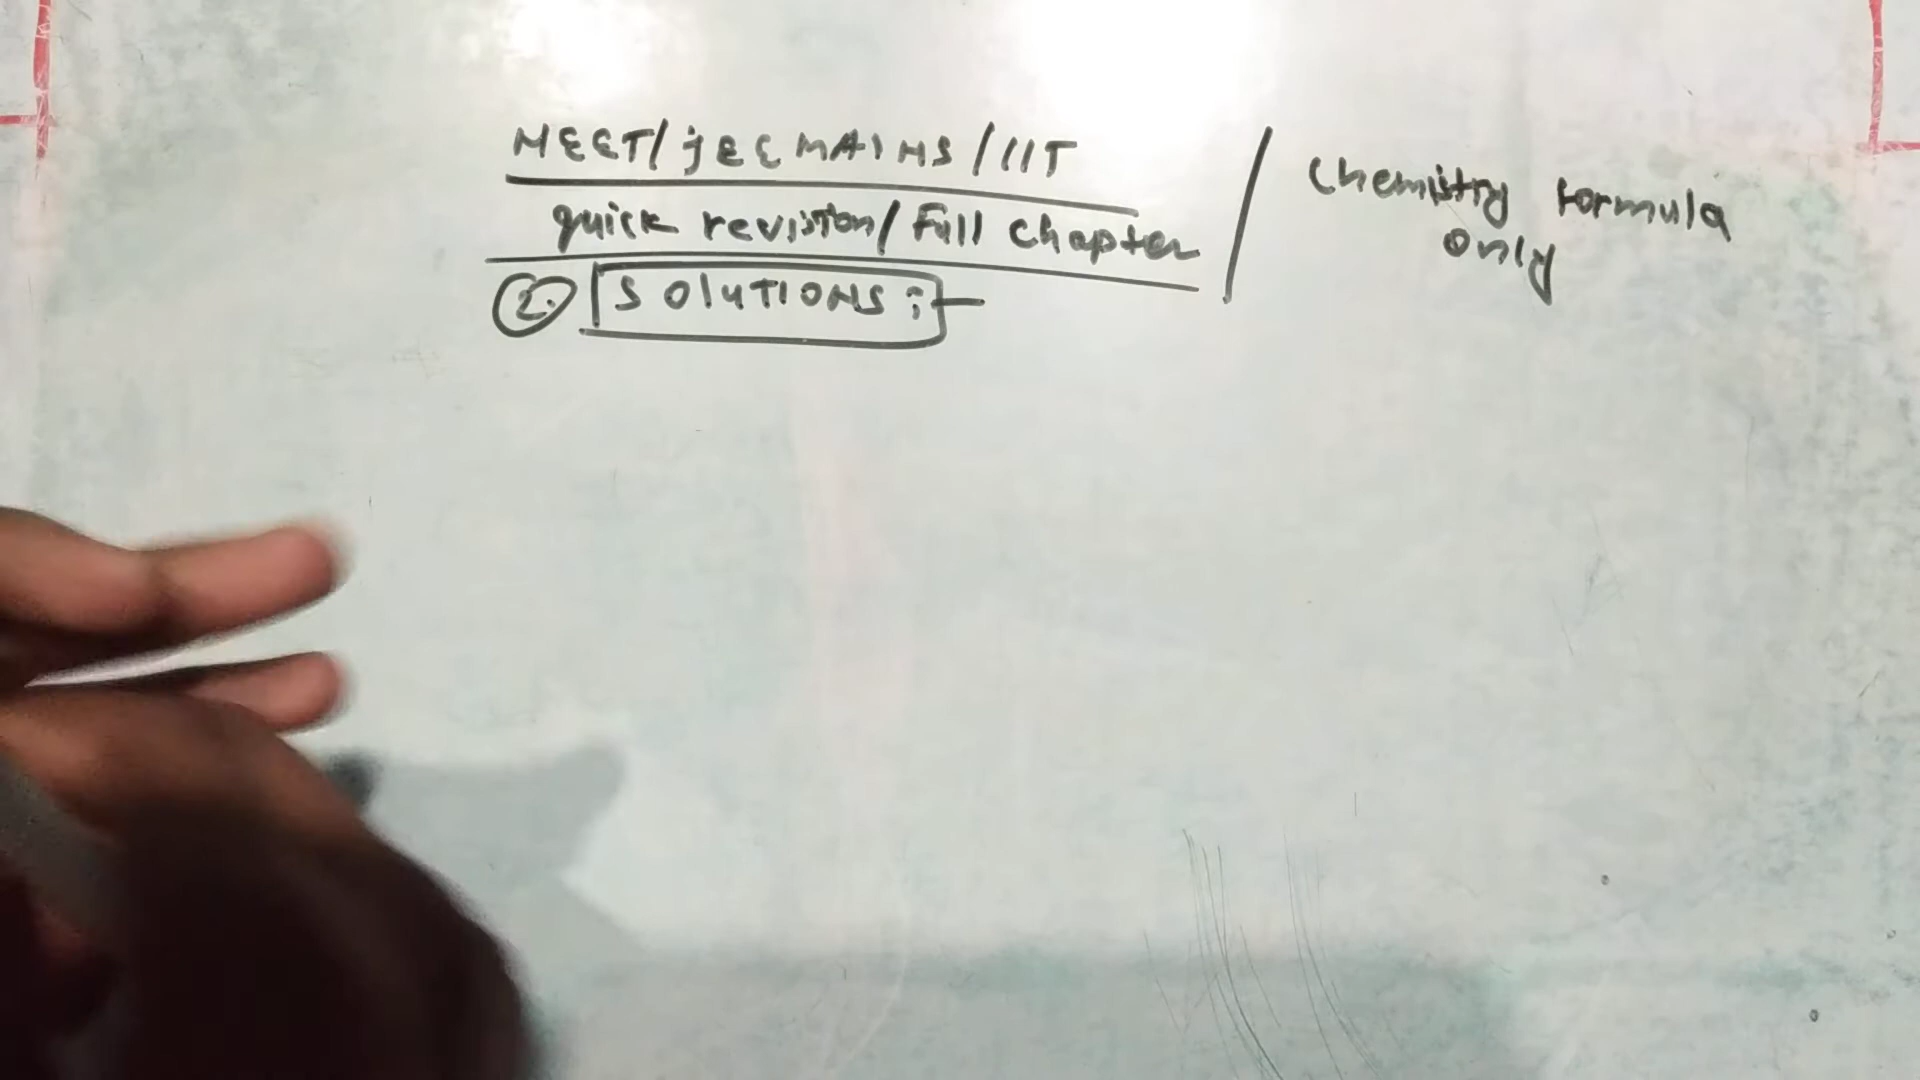 NEET/jEE MAINS/IIT
quick revision/Full Chapter
2. SOLUTIONS :-
Chemistry Formula
only